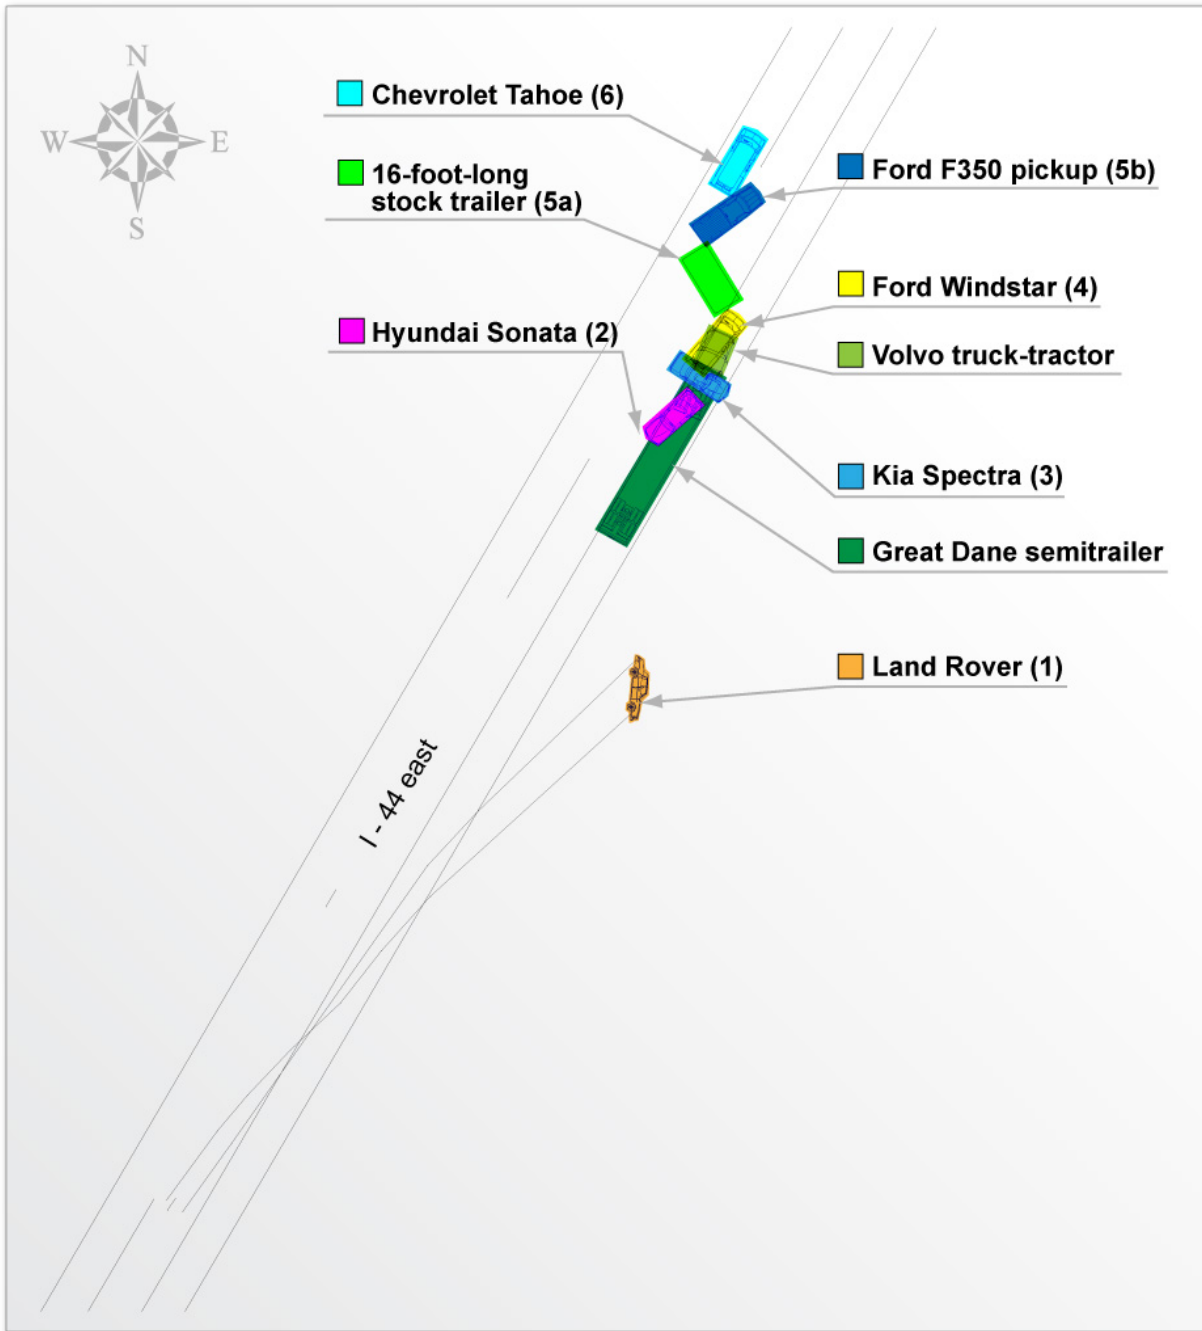 N
W
E
S
Chevrolet Tahoe (6)
16-foot-long
stock trailer (5a)
Ford F350 pickup (5b)
Ford Windstar (4)
Hyundai Sonata (2)
Volvo truck-tractor
Kia Spectra (3)
Great Dane semitrailer
Land Rover (1)
I - 44 east